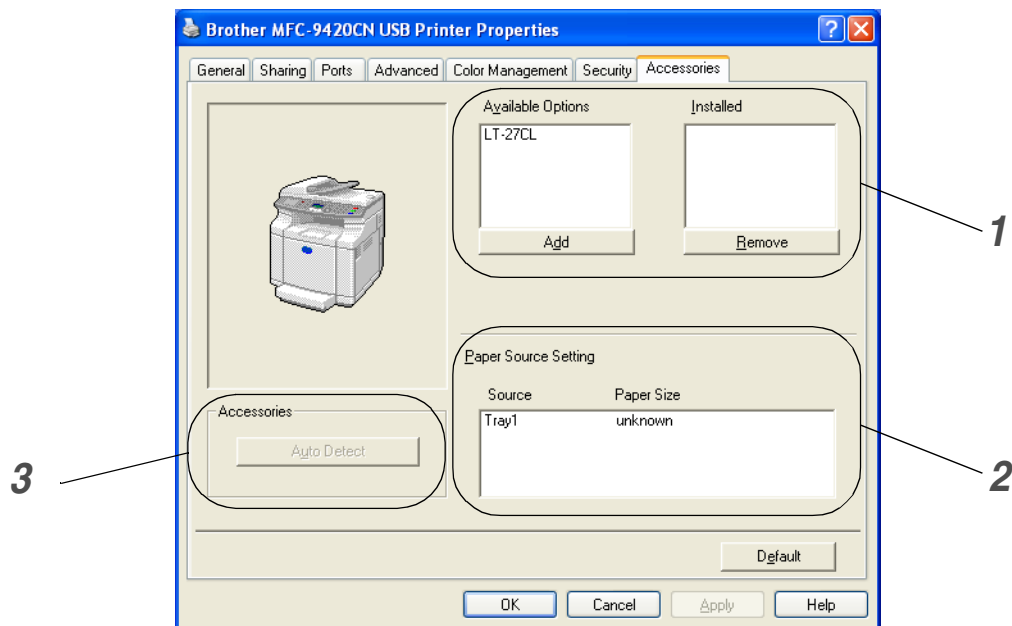 Brother MFC-9420CN USB Printer Properties
General Sharing Ports Advanced Color Management Security Accessories
Available Options Installed
LT-27CL
Add Remove
1
Paper Source Setting
Source Paper Size
Tray1 unknown
2
Accessories
Auto Detect
3
Default
OK Cancel Apply Help